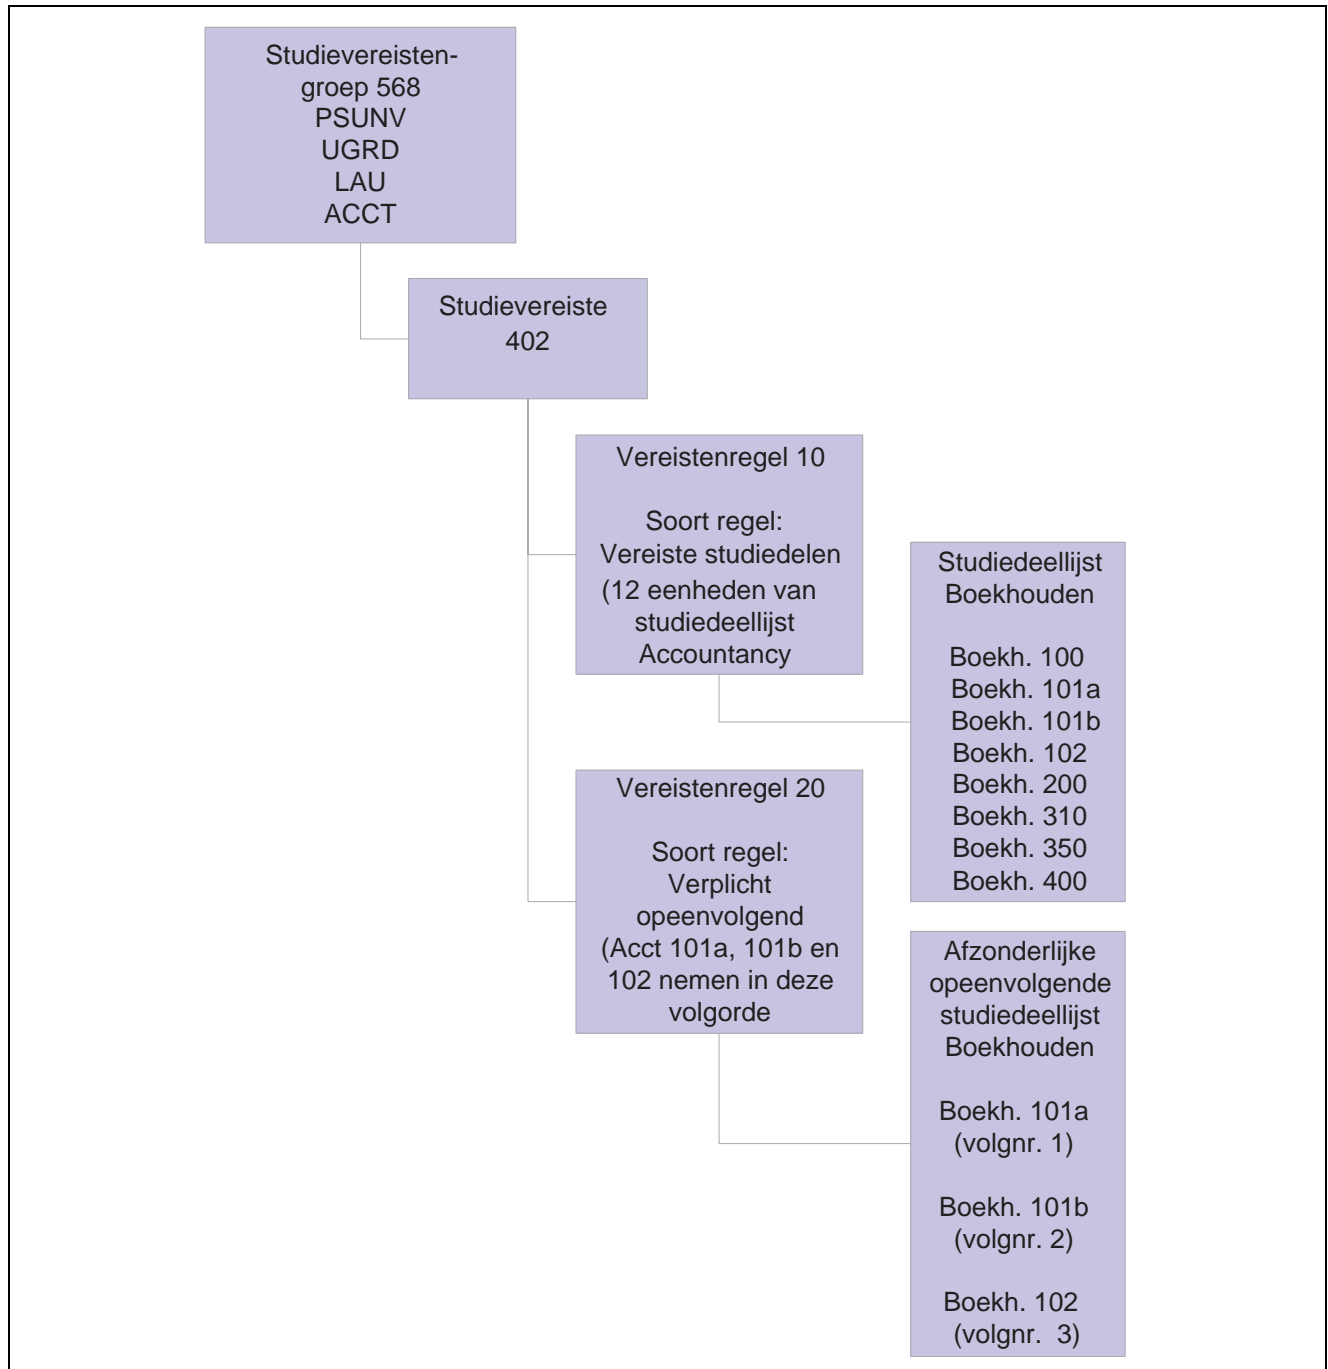 Studievereisten-
groep 568
PSUNV
UGRD
LAU
ACCT
Studievereiste
402
Vereistenregel 10
Soort regel:
Vereiste studiedelen
(12 eenheden van
studiedeellijst
Accountancy
Studiedeellijst
Boekhouden
Boekh. 100
Boekh. 101a
Boekh. 101b
Boekh. 102
Boekh. 200
Boekh. 310
Boekh. 350
Boekh. 400
Vereistenregel 20
Soort regel:
Verplicht
opeenvolgend
(Acct 101a, 101b en
102 nemen in deze
volgorde
Afzonderlijke
opeenvolgende
studiedeellijst
Boekhouden
Boekh. 101a
(volgnr. 1)
Boekh. 101b
(volgnr. 2)
Boekh. 102
(volgnr. 3)